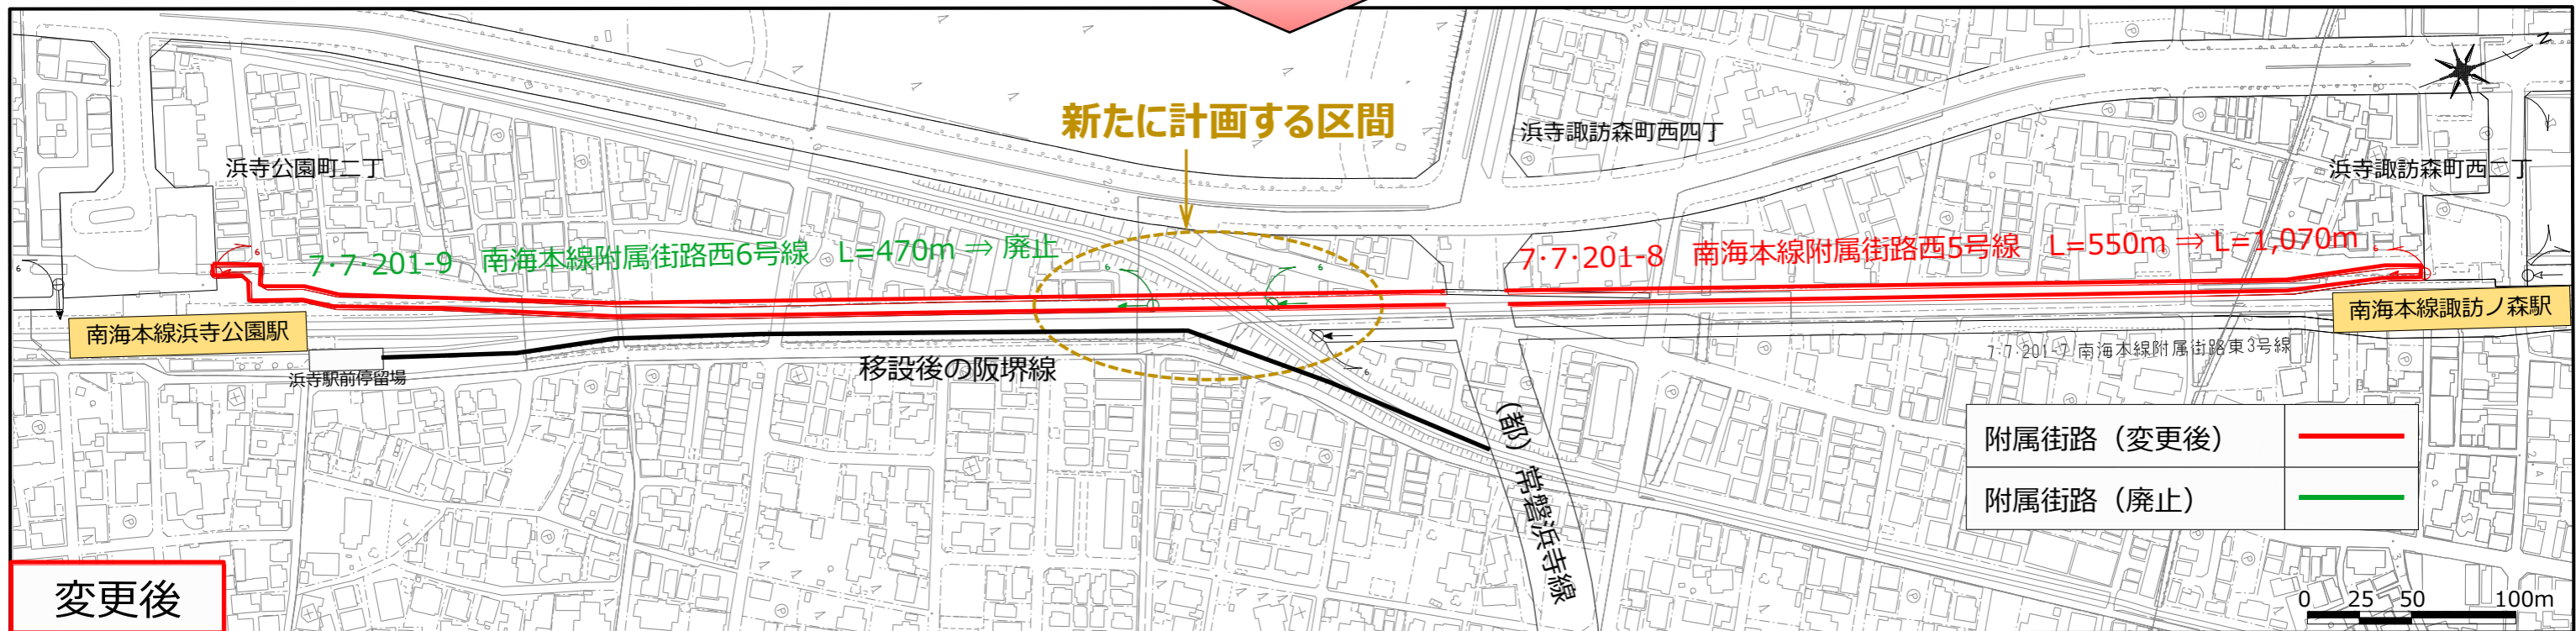 N
新たに計画する区間
浜寺諏訪森町西四丁
浜寺公園町二丁
浜寺諏訪森町西二丁
7・7・201-9 南海本線附属街路西6号線 L=470m ⇒ 廃止
7・7・201-8 南海本線附属街路西5号線 L=550m ⇒ L=1,070m
6
6
6
6
6
6
南海本線浜寺公園駅
南海本線諏訪ノ森駅
7・7・201-7 南海本線附属街路東3号線
移設後の阪堺線
浜寺駅前停留場
(都) 常磐浜寺線
附属街路(変更後)
附属街路(廃止)
変更後
0 25 50 100m